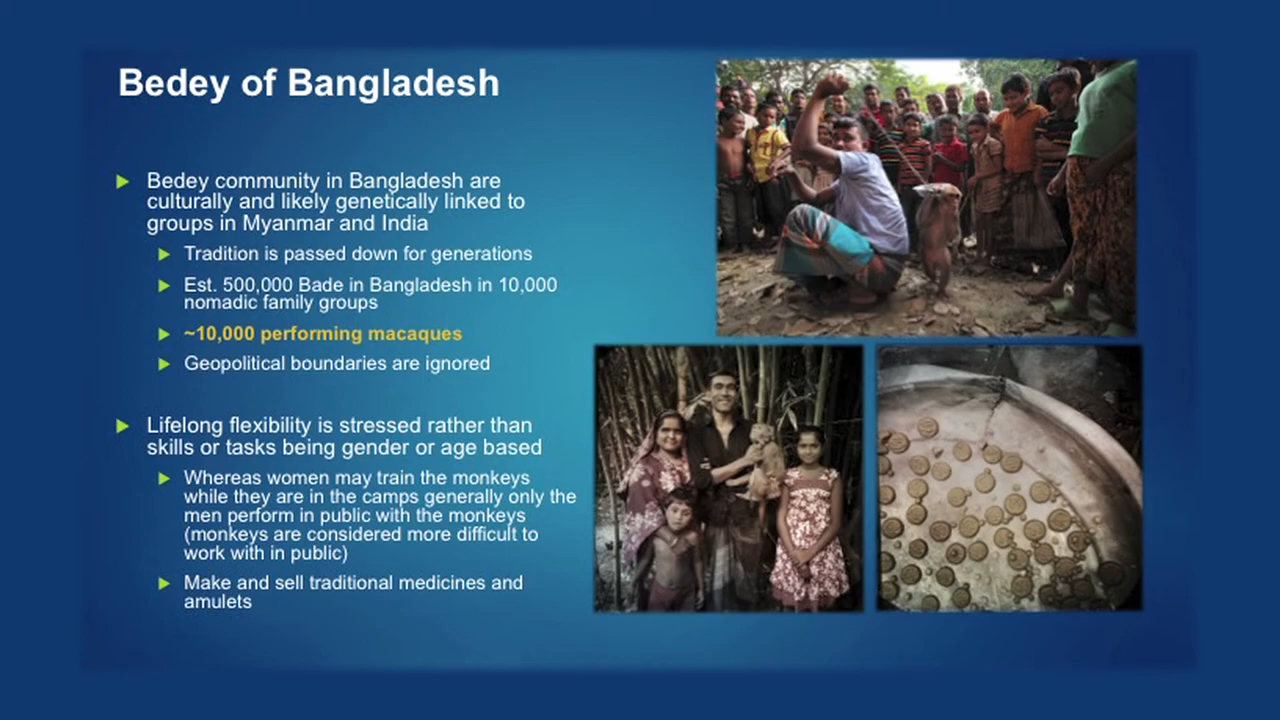 Bedey of Bangladesh
Bedey community in Bangladesh are
culturally and likely genetically linked to
groups in Myanmar and India
Tradition is passed down for generations
Est. 500,000 Bade in Bangladesh in 10,000
nomadic family groups
~10,000 performing macaques
Geopolitical boundaries are ignored
Lifelong flexibility is stressed rather than
skills or tasks being gender or age based
Whereas women may train the monkeys
while they are in the camps generally only the
men perform in public with the monkeys
(monkeys are considered more difficult to
work with in public)
Make and sell traditional medicines and
amulets